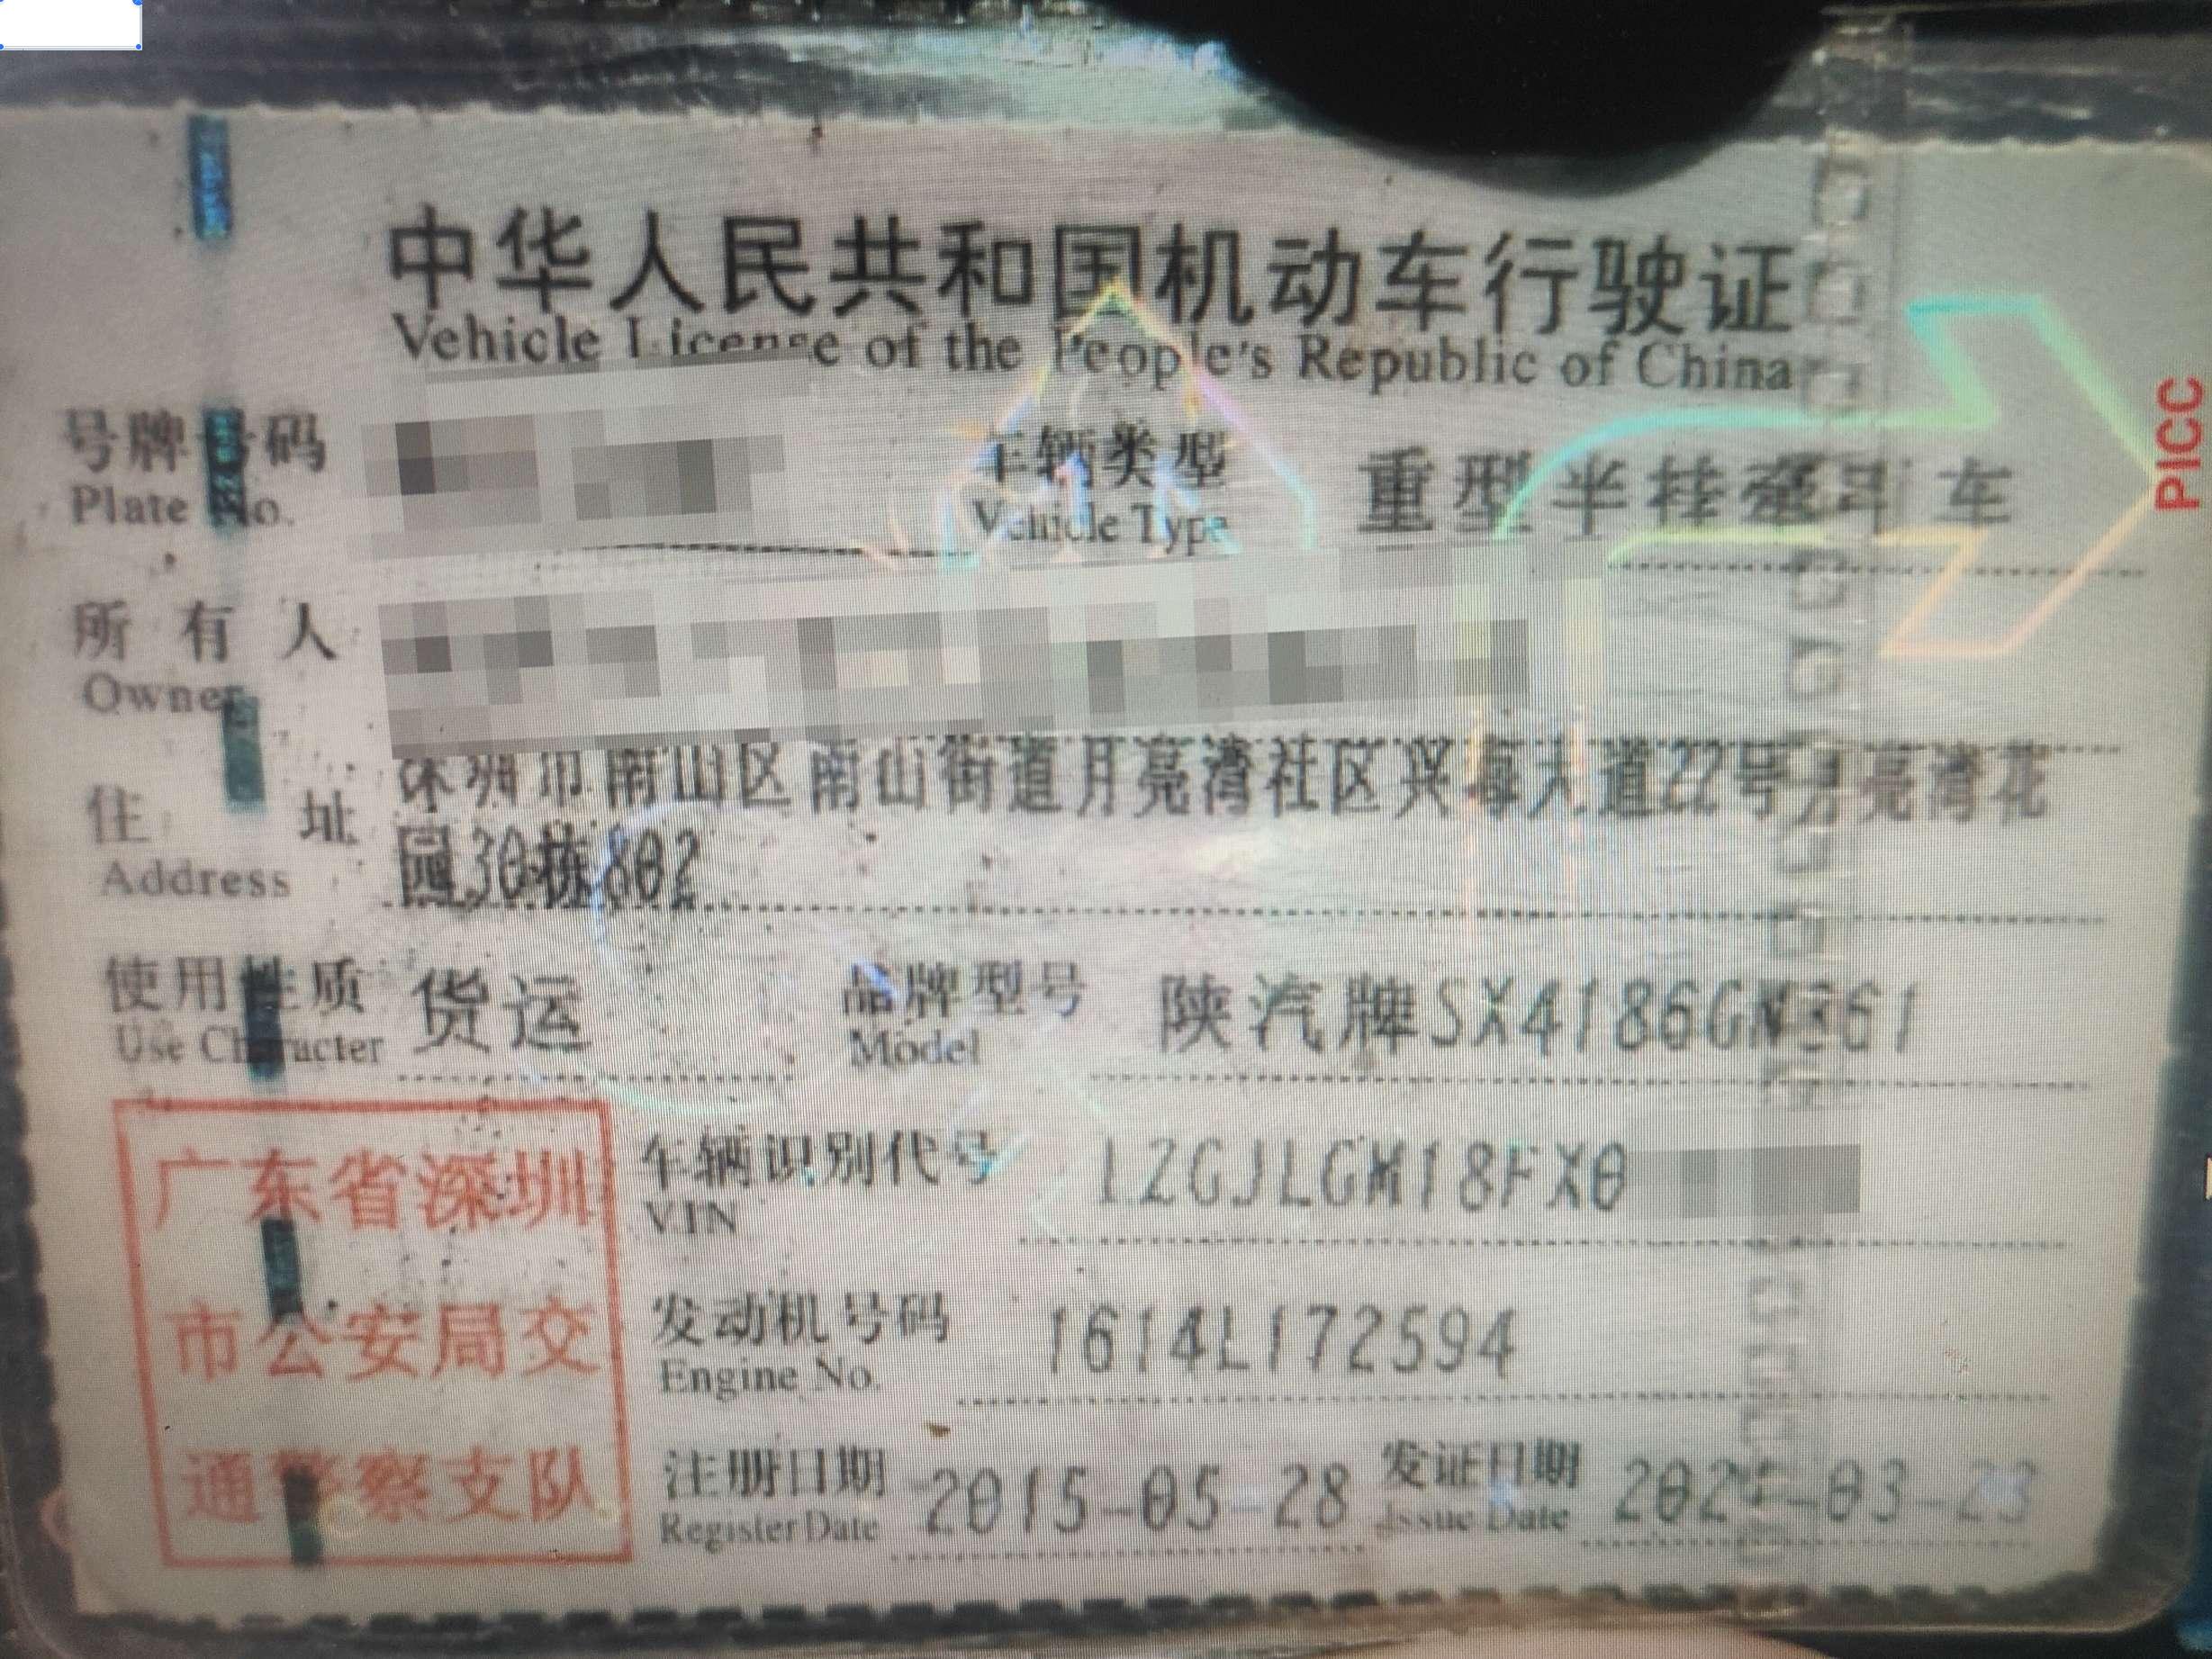 中华人民共和国机动车行驶证
Vehicle License of the People's Republic of China
号牌号码
Plate No.
车辆类型 重型半挂牵引车
Vehicle Type
PICC
所有人
Owner
住址 深圳市南山区南山街道月亮湾社区兴海大道22号月亮湾花
Address 园30栋802
使用性质 货运
Use Character
品牌型号 陕汽牌SX4186GN361
Model
广东省深圳
市公安局交
通警察支队
车辆识别代号 LZGJLGM18FX0
VIN
发动机号码 1614L172594
Engine No.
注册日期 2015-05-28
Register Date
发证日期
Issue Date